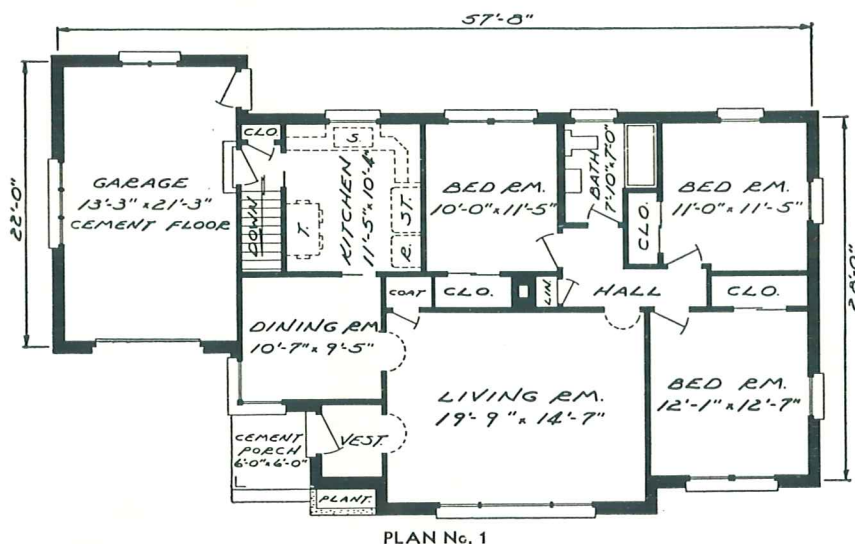 57'-8"
22'-0"
28'-0"
GARAGE
13'-3" x 21'-3"
CEMENT FLOOR
CLO.
DOWN
S.
T.
KITCHEN
11'-5" x 10'-4"
ST.
R.
BED RM.
10'-0" x 11'-5"
BATH
7'-10" x 7'-0"
CLO.
BED RM.
11'-0" x 11'-5"
COAT
CLO.
LIN.
HALL
CLO.
DINING RM.
10'-7" x 9'-5"
LIVING RM.
19'-9" x 14'-7"
BED RM.
12'-1" x 12'-7"
CEMENT
PORCH
6'-0" x 6'-0"
VEST.
PLANT.
PLAN No. 1